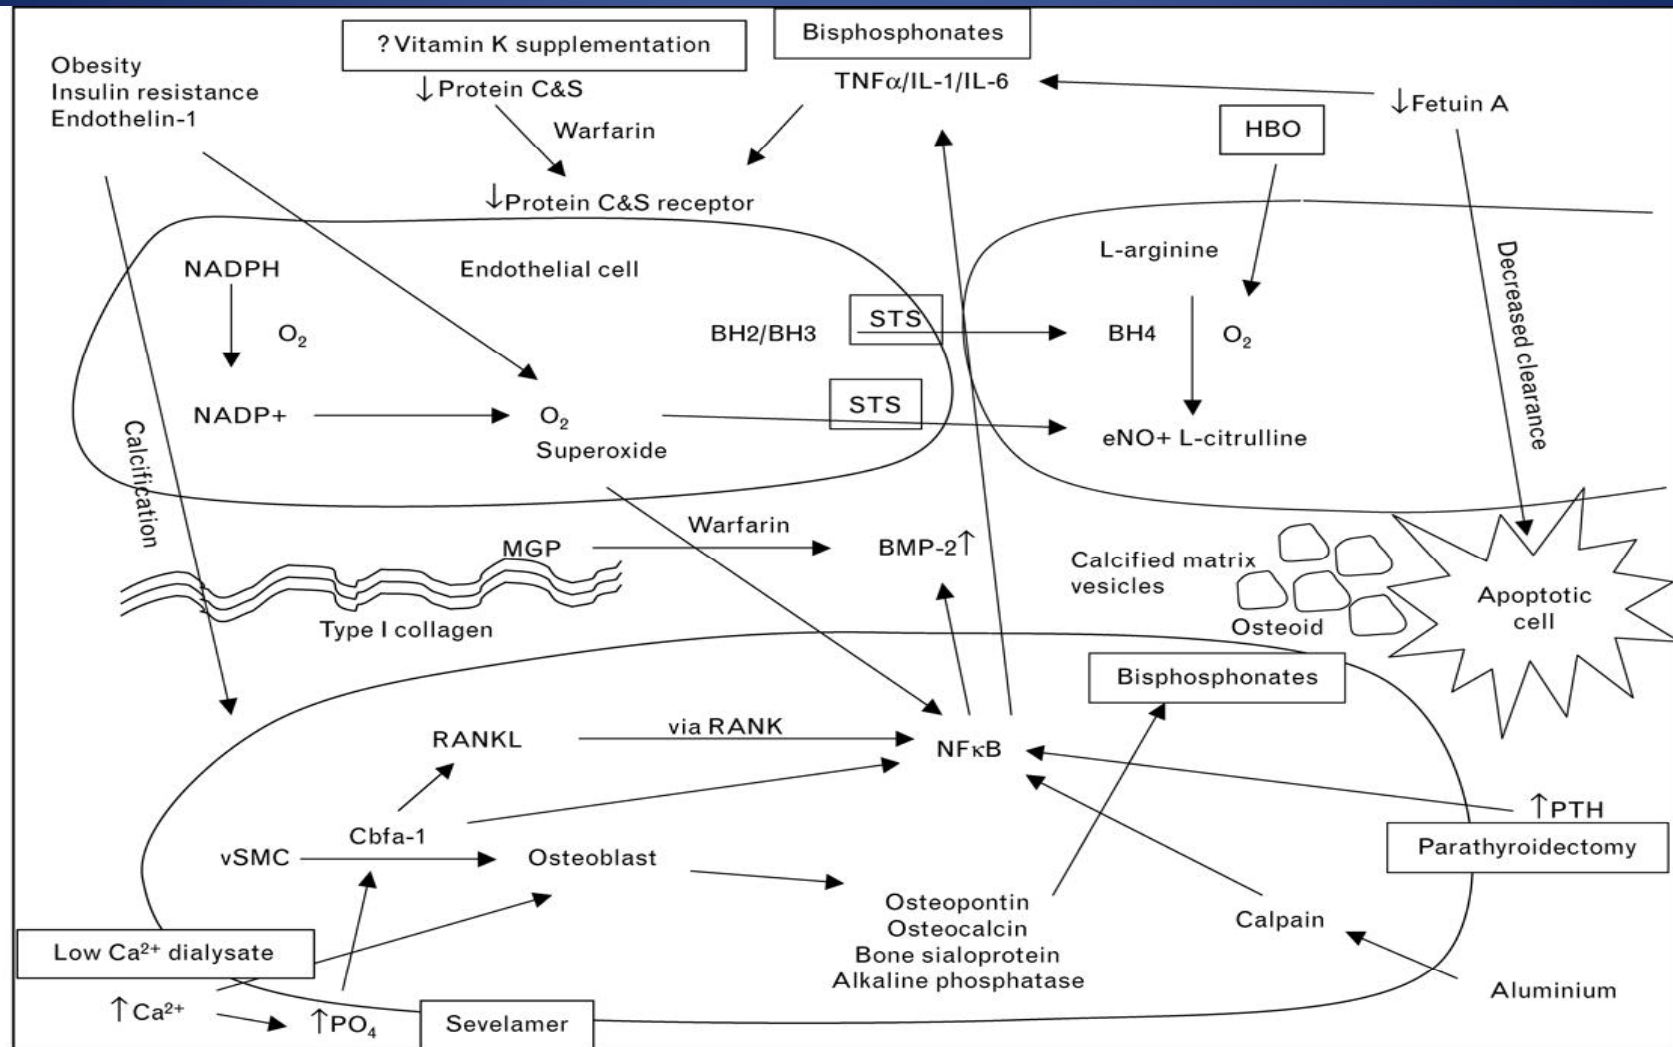 ? Vitamin K supplementation
Bisphosphonates
Obesity
Insulin resistance
Endothelin-1
↓Protein C&S
TNFα/IL-1/IL-6
↓Fetuin A
Warfarin
HBO
↓Protein C&S receptor
NADPH
Endothelial cell
L-arginine
O₂
BH2/BH3
STS
BH4
O₂
Decreased clearance
NADP+
O₂
Superoxide
STS
eNO+ L-citrulline
Calcification
MGP
Warfarin
BMP-2↑
Calcified matrix
vesicles
Type I collagen
Osteoid
Apoptotic
cell
Bisphosphonates
RANKL
via RANK
NFκB
↑PTH
Parathyroidectomy
Cbfa-1
vSMC
Osteoblast
Osteopontin
Osteocalcin
Bone sialoprotein
Alkaline phosphatase
Calpain
Low Ca²⁺ dialysate
Aluminium
↑Ca²⁺
↑PO₄
Sevelamer